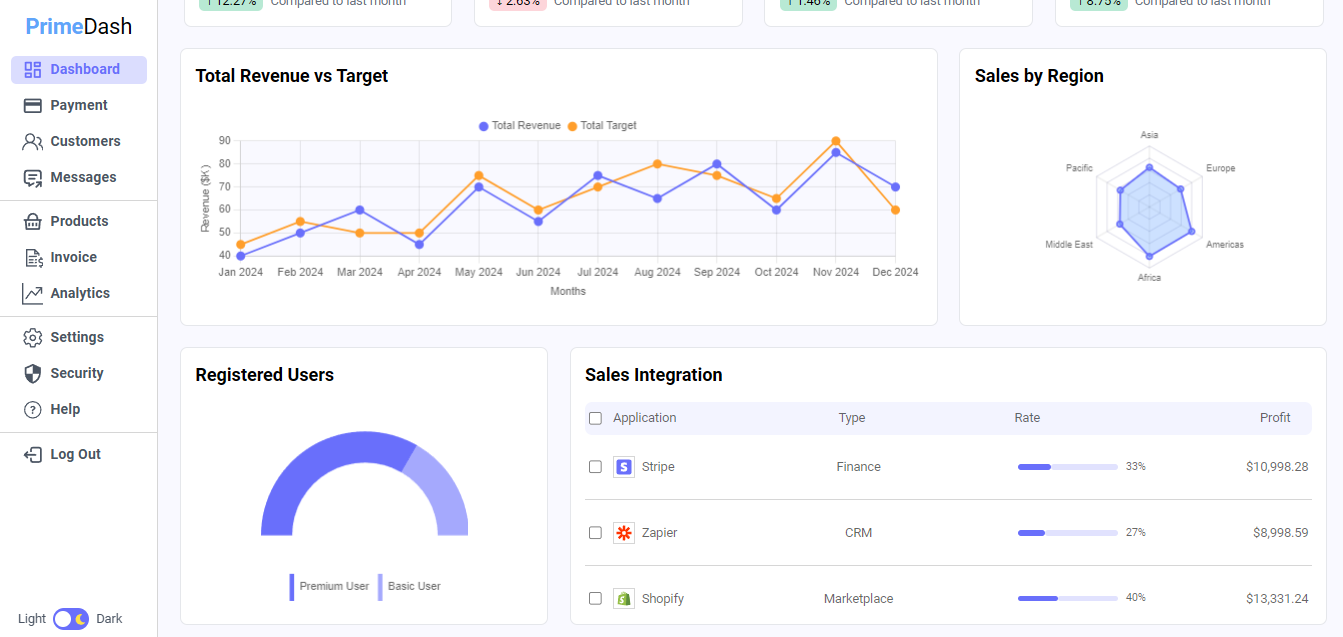 PrimeDash
Dashboard
Payment
Customers
Messages
Products
Invoice
Analytics
Settings
Security
Help
Log Out
Light Dark
↑ 12.27% Compared to last month
↓ 2.63% Compared to last month
↑ 1.46% Compared to last month
↑ 8.75% Compared to last month
Total Revenue vs Target
Total Revenue Total Target
Revenue ($K)
90
80
70
60
50
40
Jan 2024 Feb 2024 Mar 2024 Apr 2024 May 2024 Jun 2024 Jul 2024 Aug 2024 Sep 2024 Oct 2024 Nov 2024 Dec 2024
Months
Sales by Region
Asia
Pacific Europe
Middle East Americas
Africa
Registered Users
Premium User Basic User
Sales Integration
Application Type Rate Profit
Stripe Finance 33% $10,998.28
Zapier CRM 27% $8,998.59
Shopify Marketplace 40% $13,331.24